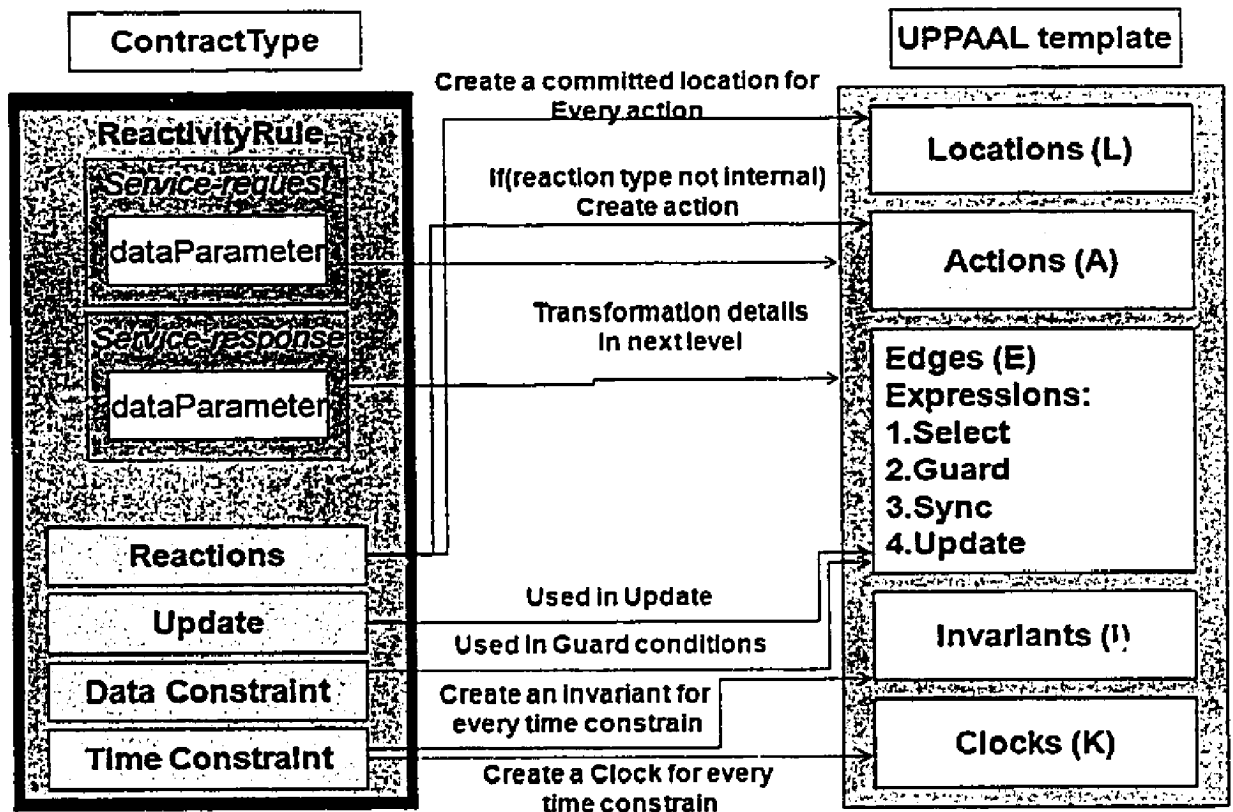 ContractType
UPPAAL template
ReactivityRule
Service-request
dataParameter
Service-response
dataParameter
Reactions
Update
Data Constraint
Time Constraint
Create a committed location for
Every action
If(reaction type not internal)
Create action
Transformation details
In next level
Used in Update
Used in Guard conditions
Create an Invariant for
every time constrain
Create a Clock for every
time constrain
Locations (L)
Actions (A)
Edges (E)
Expressions:
1.Select
2.Guard
3.Sync
4.Update
Invariants (I)
Clocks (K)